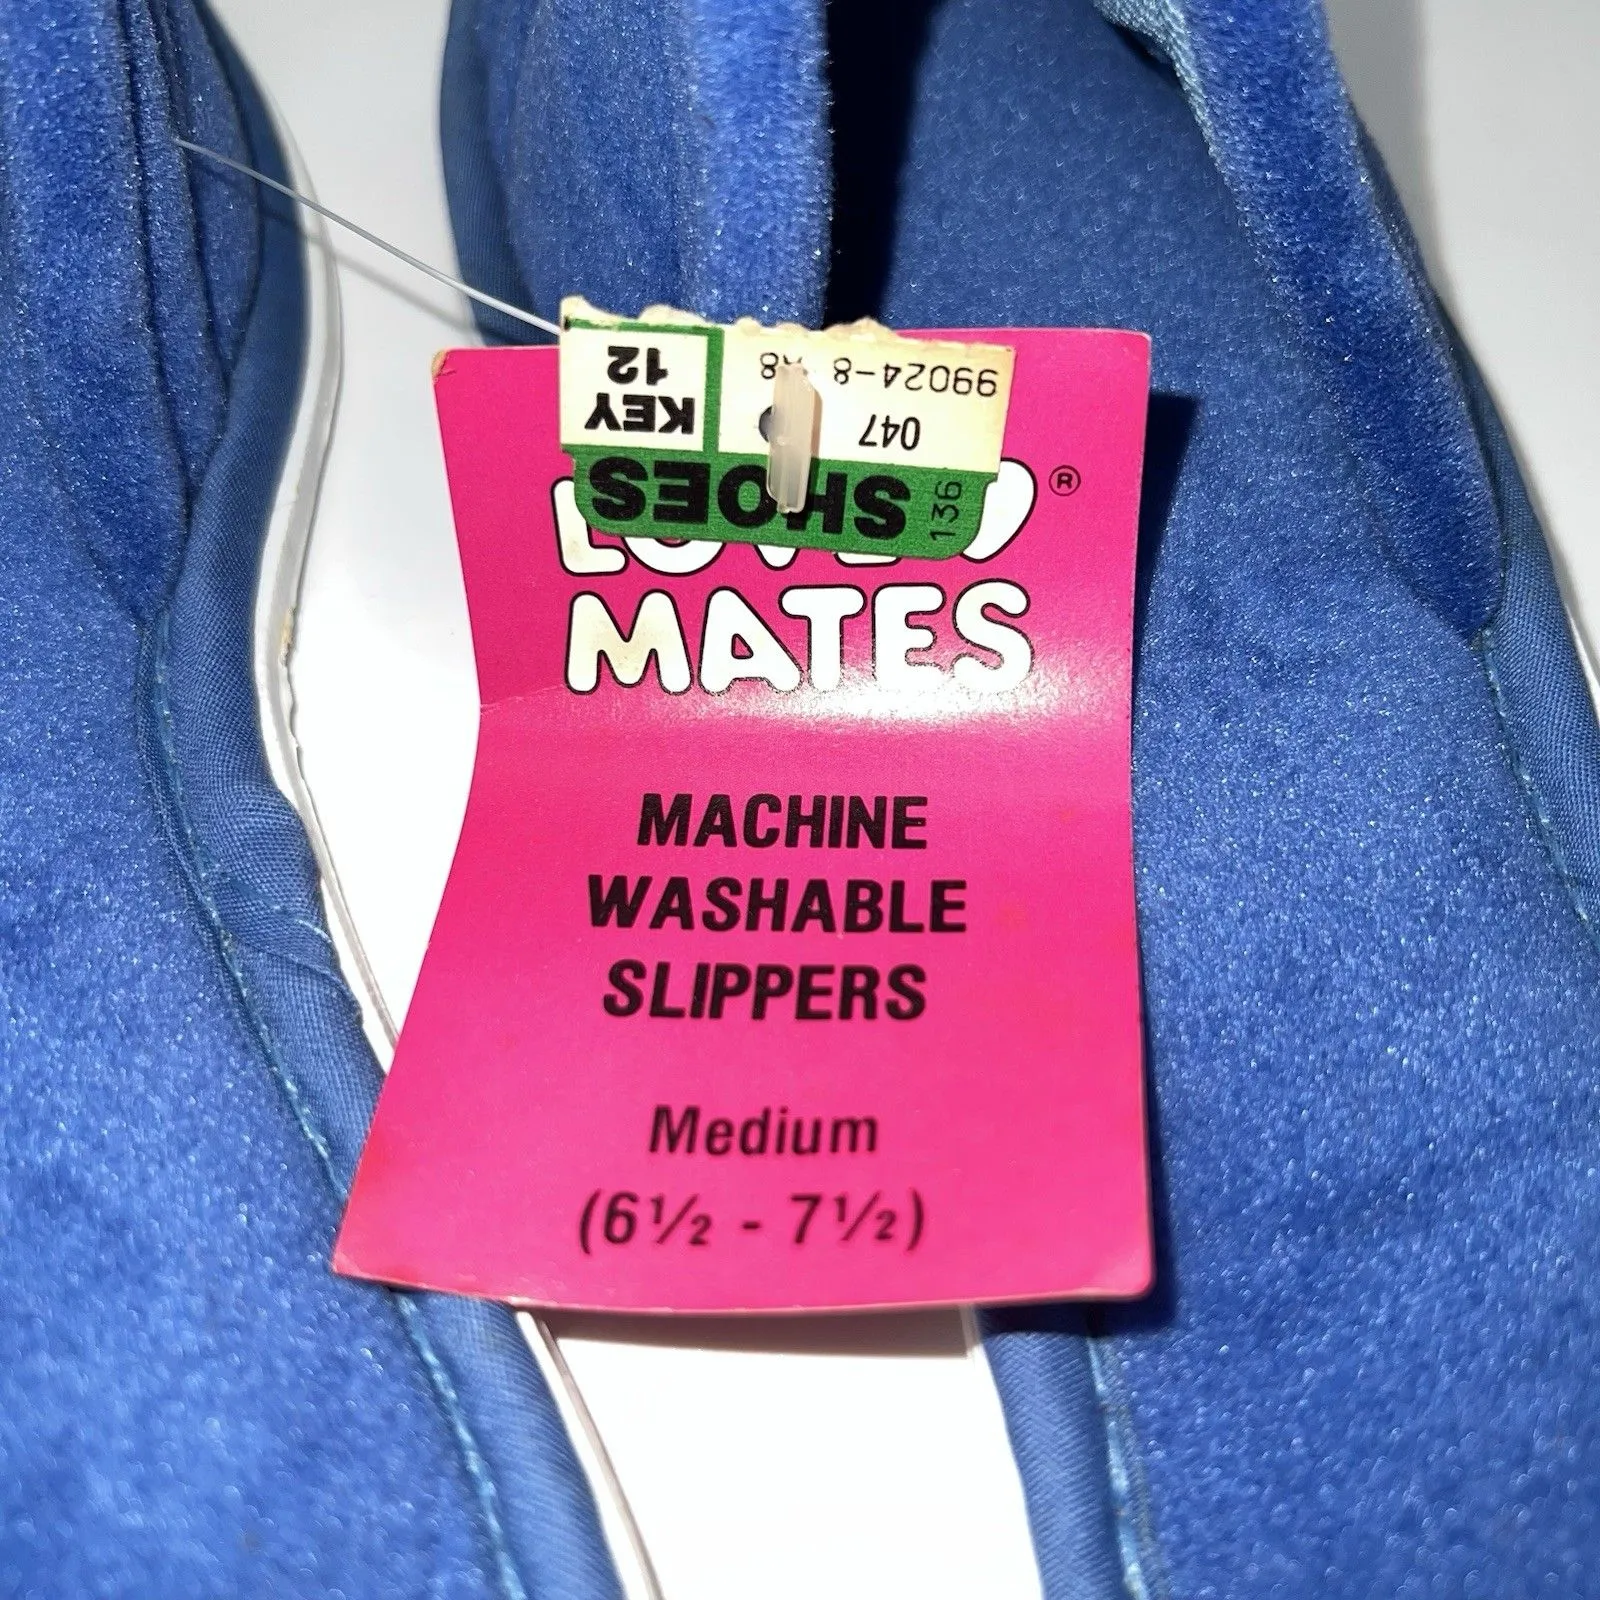 KEY
12
99024-8
047
SHOES
136
®
MATES
MACHINE
WASHABLE
SLIPPERS
Medium
(6½ - 7½)